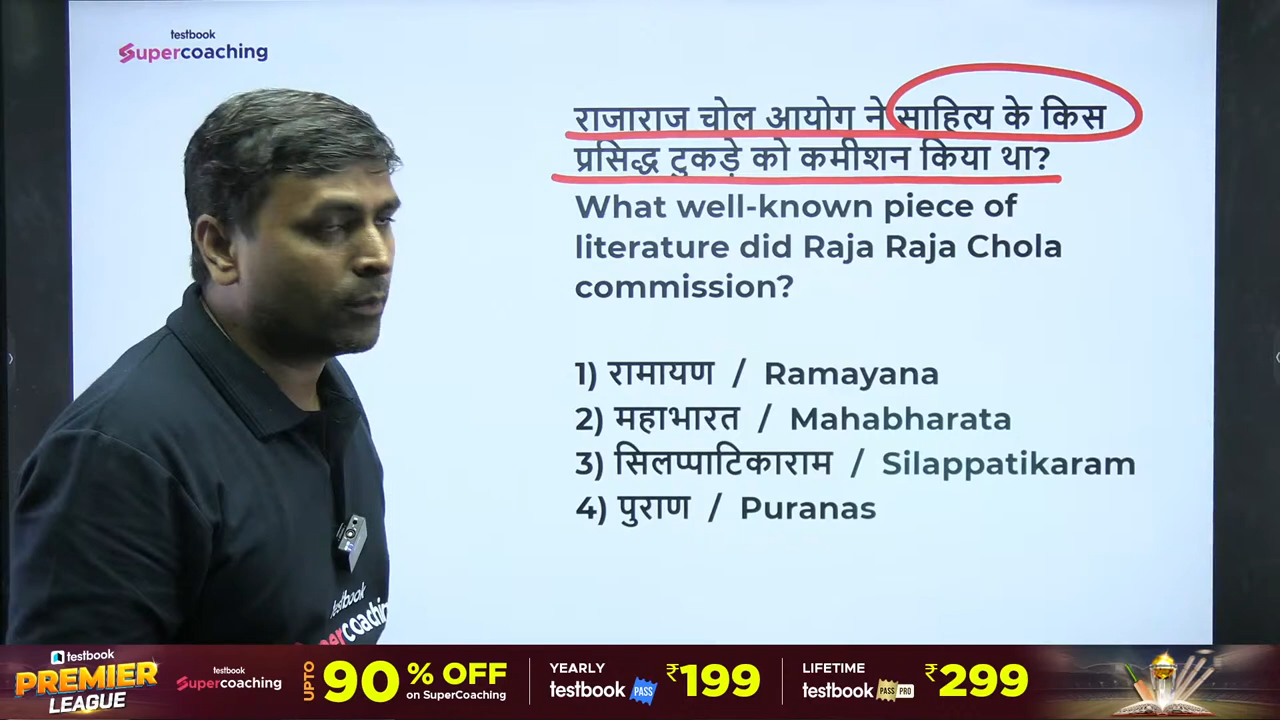 testbook
Supercoaching
राजाराज चोल आयोग ने साहित्य के किस
प्रसिद्ध टुकड़े को कमीशन किया था?
What well-known piece of
literature did Raja Raja Chola
commission?
1) रामायण / Ramayana
2) महाभारत / Mahabharata
3) सिलप्पाटिकाराम / Silappatikaram
4) पुराण / Puranas
testbook
percoachin
testbook
PREMIER
LEAGUE
testbook
Supercoaching
UPTO
90% OFF
on SuperCoaching
YEARLY
testbook PASS
₹199
LIFETIME
testbook PASS PRO
₹299